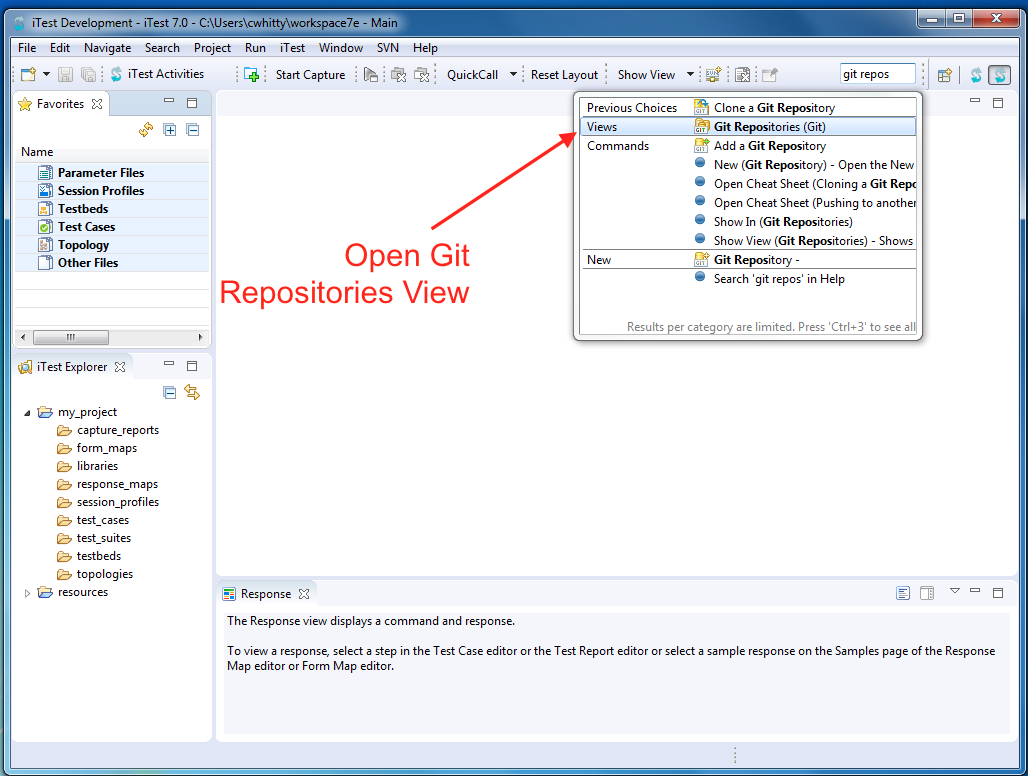 iTest Development - iTest 7.0 - C:\Users\cwhitty\workspace7e - Main
File Edit Navigate Search Project Run iTest Window SVN Help
iTest Activities Start Capture QuickCall Reset Layout Show View git repos
Favorites
Name
Parameter Files
Session Profiles
Testbeds
Test Cases
Topology
Other Files
Previous Choices Clone a Git Repository
Views Git Repositories (Git)
Commands Add a Git Repository
New (Git Repository) - Open the New
Open Cheat Sheet (Cloning a Git Repo
Open Cheat Sheet (Pushing to another
Show In (Git Repositories)
Show View (Git Repositories) - Shows
New Git Repository -
Search 'git repos' in Help
Results per category are limited. Press 'Ctrl+3' to see all
Open Git
Repositories View
iTest Explorer
my_project
capture_reports
form_maps
libraries
response_maps
session_profiles
test_cases
test_suites
testbeds
topologies
resources
Response
The Response view displays a command and response.
To view a response, select a step in the Test Case editor or the Test Report editor or select a sample response on the Samples page of the Response
Map editor or Form Map editor.